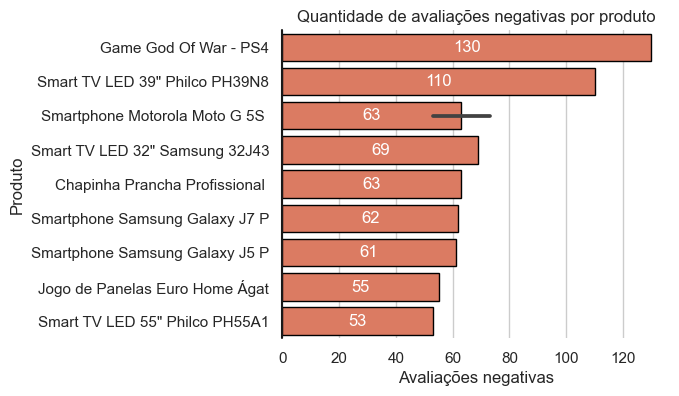 Quantidade de avaliações negativas por produto
Game God Of War - PS4 130
Smart TV LED 39" Philco PH39N8 110
Smartphone Motorola Moto G 5S 63
Smart TV LED 32" Samsung 32J43 69
Chapinha Prancha Profissional 63
Smartphone Samsung Galaxy J7 P 62
Smartphone Samsung Galaxy J5 P 61
Jogo de Panelas Euro Home Ágat 55
Smart TV LED 55" Philco PH55A1 53
Produto
0 20 40 60 80 100 120
Avaliações negativas